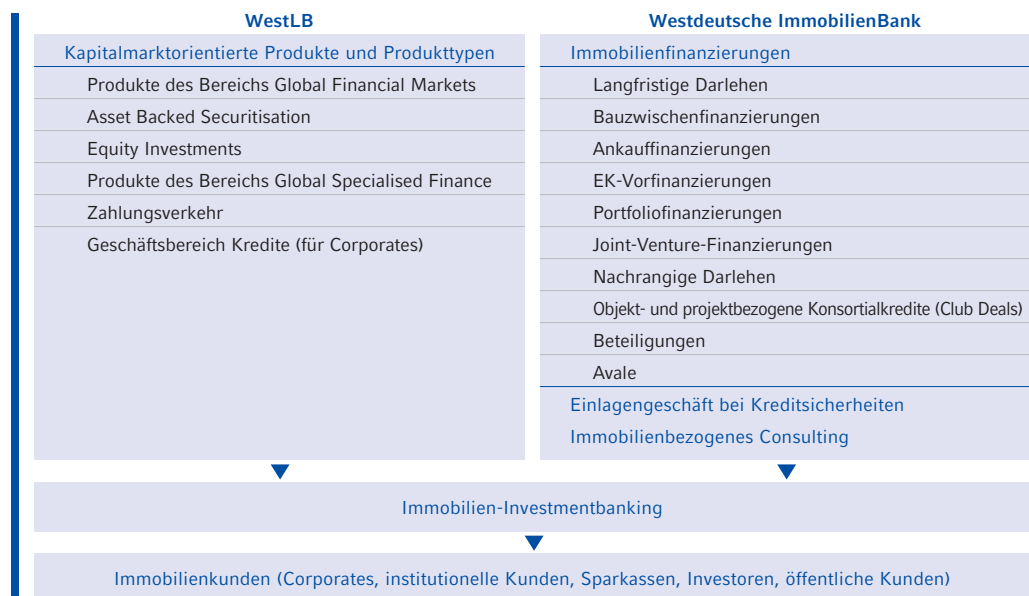 WestLB
Kapitalmarktorientierte Produkte und Produkttypen
Produkte des Bereichs Global Financial Markets
Asset Backed Securitisation
Equity Investments
Produkte des Bereichs Global Specialised Finance
Zahlungsverkehr
Geschäftsbereich Kredite (für Corporates)
Westdeutsche ImmobilienBank
Immobilienfinanzierungen
Langfristige Darlehen
Bauzwischenfinanzierungen
Ankauffinanzierungen
EK-Vorfinanzierungen
Portfoliofinanzierungen
Joint-Venture-Finanzierungen
Nachrangige Darlehen
Objekt- und projektbezogene Konsortialkredite (Club Deals)
Beteiligungen
Avale
Einlagengeschäft bei Kreditsicherheiten
Immobilienbezogenes Consulting
Immobilien-Investmentbanking
Immobilienkunden (Corporates, institutionelle Kunden, Sparkassen, Investoren, öffentliche Kunden)